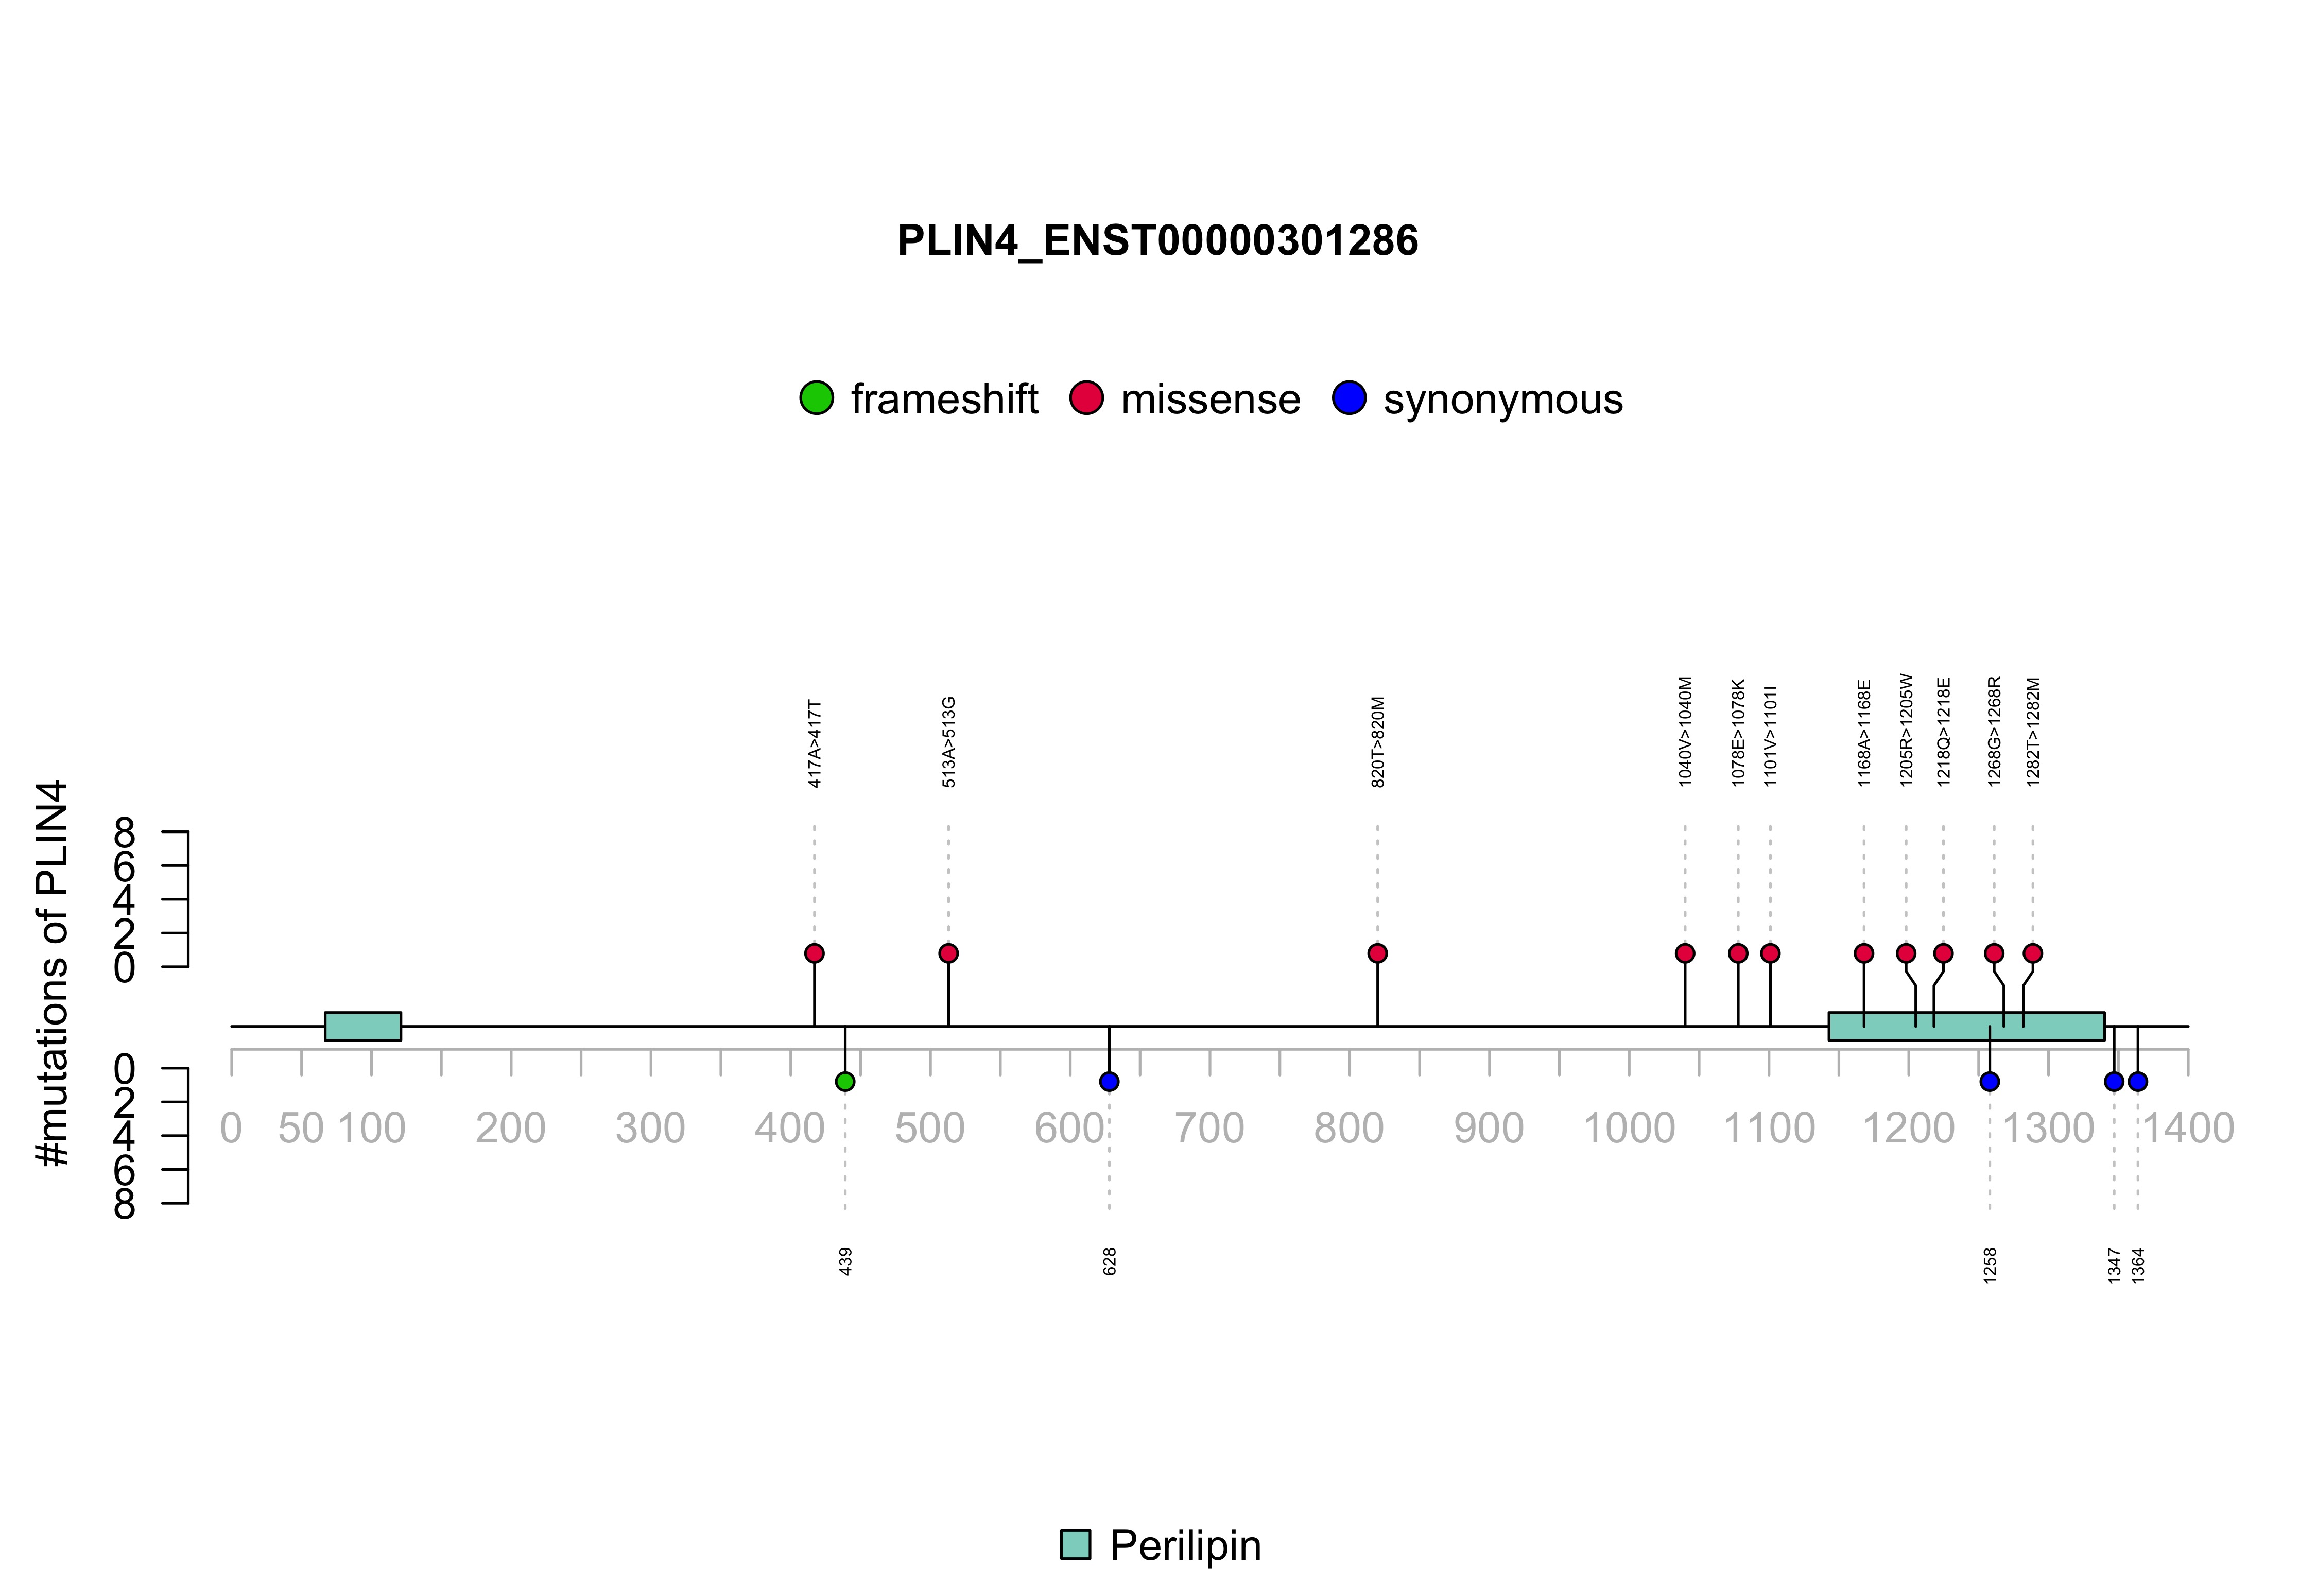 PLIN4_ENST00000301286
frameshift missense synonymous
417A>417T
513A>513G
820T>820M
1040V>1040M
1078E>1078K
1101V>1101I
1168A>1168E
1205R>1205W
1218Q>1218E
1268G>1268R
1282T>1282M
#mutations of PLIN4
8
6
4
2
0
0
2
4
6
8
0 50 100 200 300 400 500 600 700 800 900 1000 1100 1200 1300 1400
439
628
1258
1347
1364
Perilipin